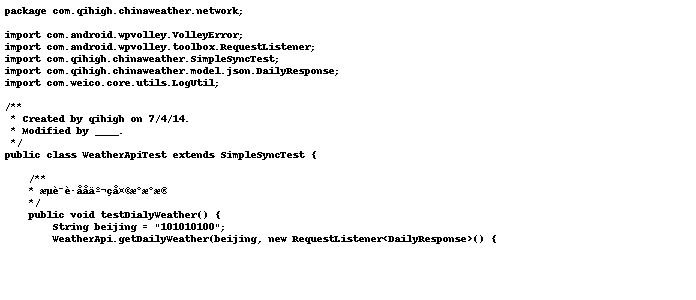 package com.qihigh.chinaweather.network;
import com.android.wpvolley.VolleyError;
import com.android.wpvolley.toolbox.RequestListener;
import com.qihigh.chinaweather.SimpleSyncTest;
import com.qihigh.chinaweather.model.json.DailyResponse;
import com.weico.core.utils.LogUtil;
/**
 * Created by qihigh on 7/4/14.
 * Modified by ____.
 */
public class WeatherApiTest extends SimpleSyncTest {
/**
*
*/
public void testDialyWeather() {
String beijing = "101010100";
WeatherApi.getDailyWeather(beijing, new RequestListener<DailyResponse>() {